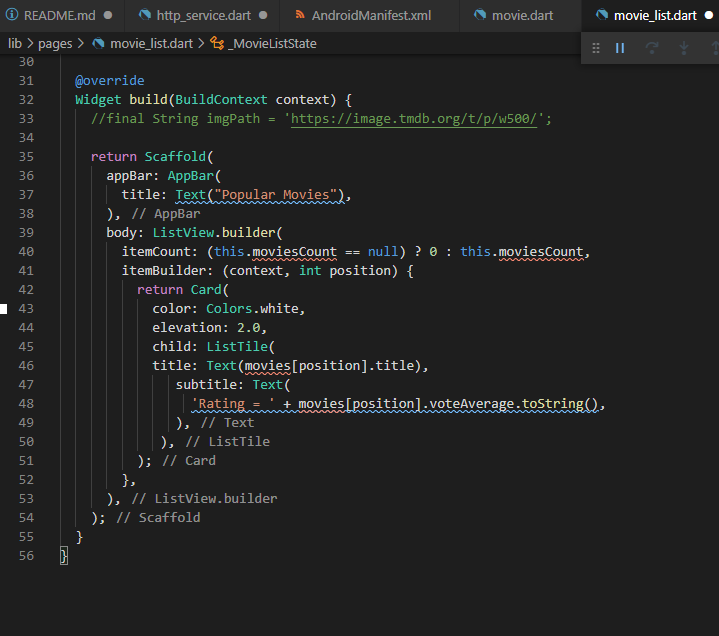 README.md
http_service.dart
AndroidManifest.xml
movie.dart
movie_list.dart
lib > pages > movie_list.dart > _MovieListState
30
31 @override
32 Widget build(BuildContext context) {
33 //final String imgPath = 'https://image.tmdb.org/t/p/w500/';
34
35 return Scaffold(
36 appBar: AppBar(
37 title: Text("Popular Movies"),
38 ), // AppBar
39 body: ListView.builder(
40 itemCount: (this.moviesCount == null) ? 0 : this.moviesCount,
41 itemBuilder: (context, int position) {
42 return Card(
43 color: Colors.white,
44 elevation: 2.0,
45 child: ListTile(
46 title: Text(movies[position].title),
47 subtitle: Text(
48 'Rating = ' + movies[position].voteAverage.toString(),
49 ), // Text
50 ), // ListTile
51 ); // Card
52 },
53 ), // ListView.builder
54 ); // Scaffold
55 }
56 }